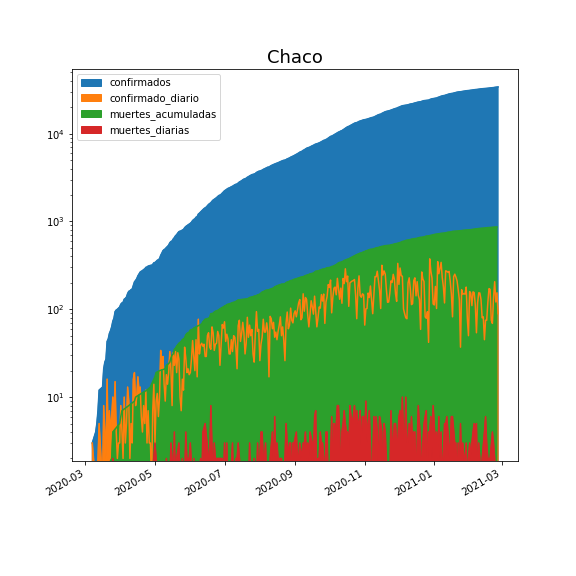 Chaco
confirmados
confirmado_diario
muertes_acumuladas
muertes_diarias
10^4
10^3
10^2
10^1
2020-03 2020-05 2020-07 2020-09 2020-11 2021-01 2021-03